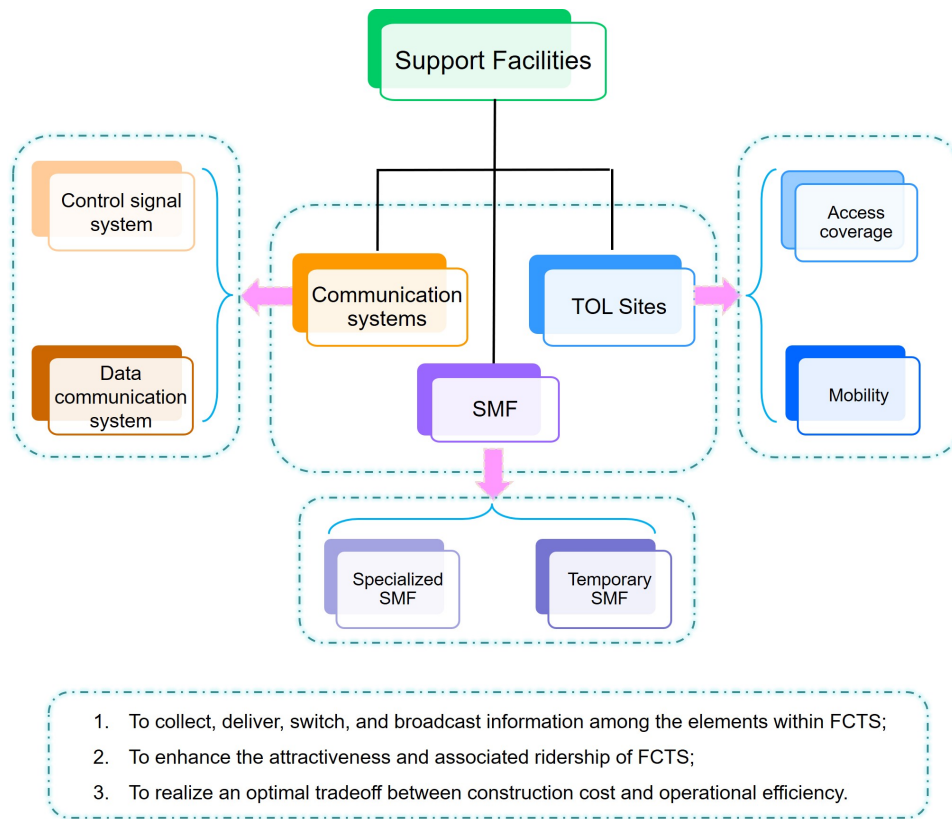 Support Facilities
Control signal
system
Data
communication
system
Communication
systems
SMF
TOL Sites
Access
coverage
Mobility
Specialized
SMF
Temporary
SMF
1. To collect, deliver, switch, and broadcast information among the elements within FCTS;
2. To enhance the attractiveness and associated ridership of FCTS;
3. To realize an optimal tradeoff between construction cost and operational efficiency.